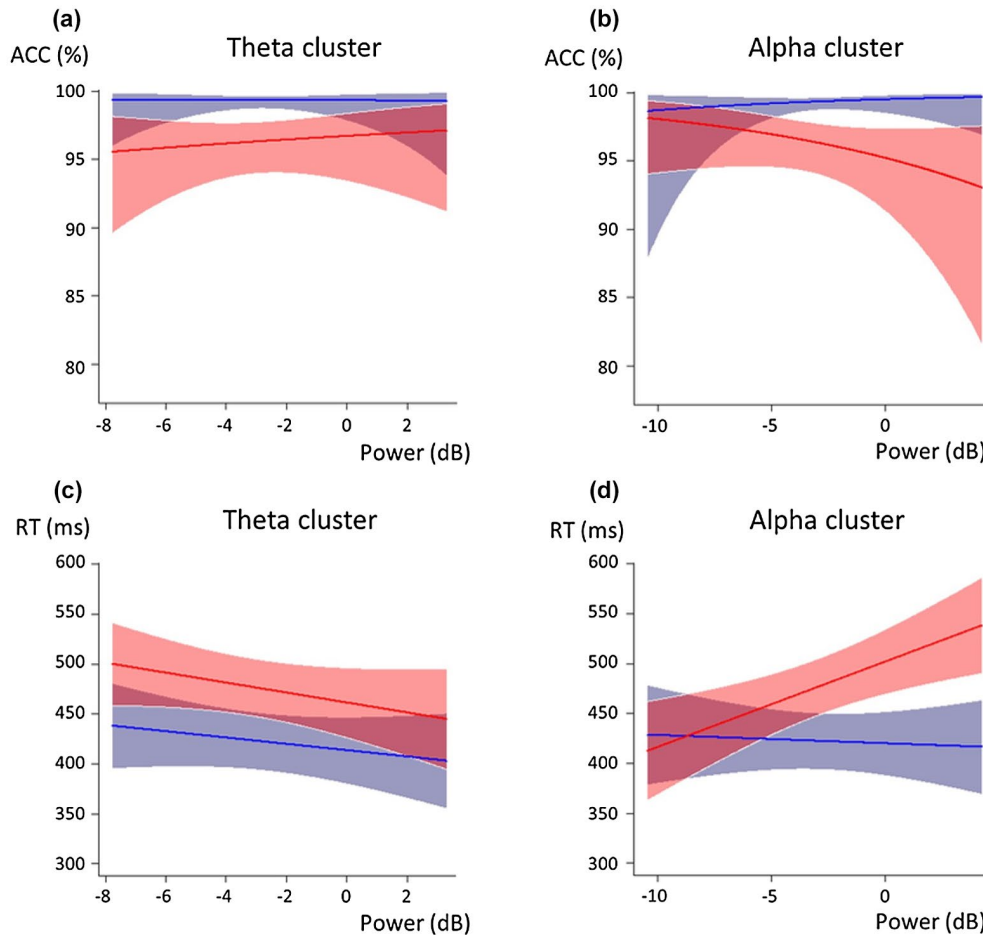 (a)
ACC (%)
Theta cluster
100
95
90
85
80
-8 -6 -4 -2 0 2
Power (dB)
(b)
ACC (%)
Alpha cluster
100
95
90
85
80
-10 -5 0
Power (dB)
(c)
RT (ms)
Theta cluster
600
550
500
450
400
350
300
-8 -6 -4 -2 0 2
Power (dB)
(d)
RT (ms)
Alpha cluster
600
550
500
450
400
350
300
-10 -5 0
Power (dB)